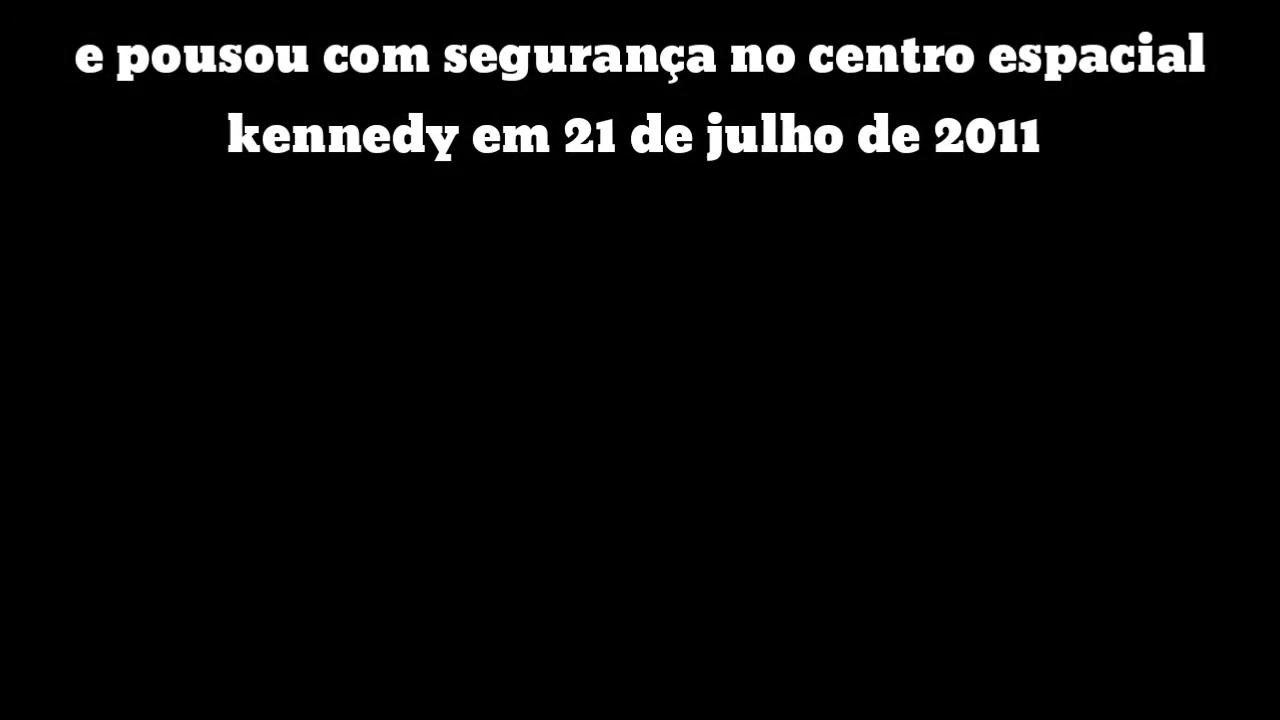 e pousou com segurança no centro espacial
kennedy em 21 de julho de 2011